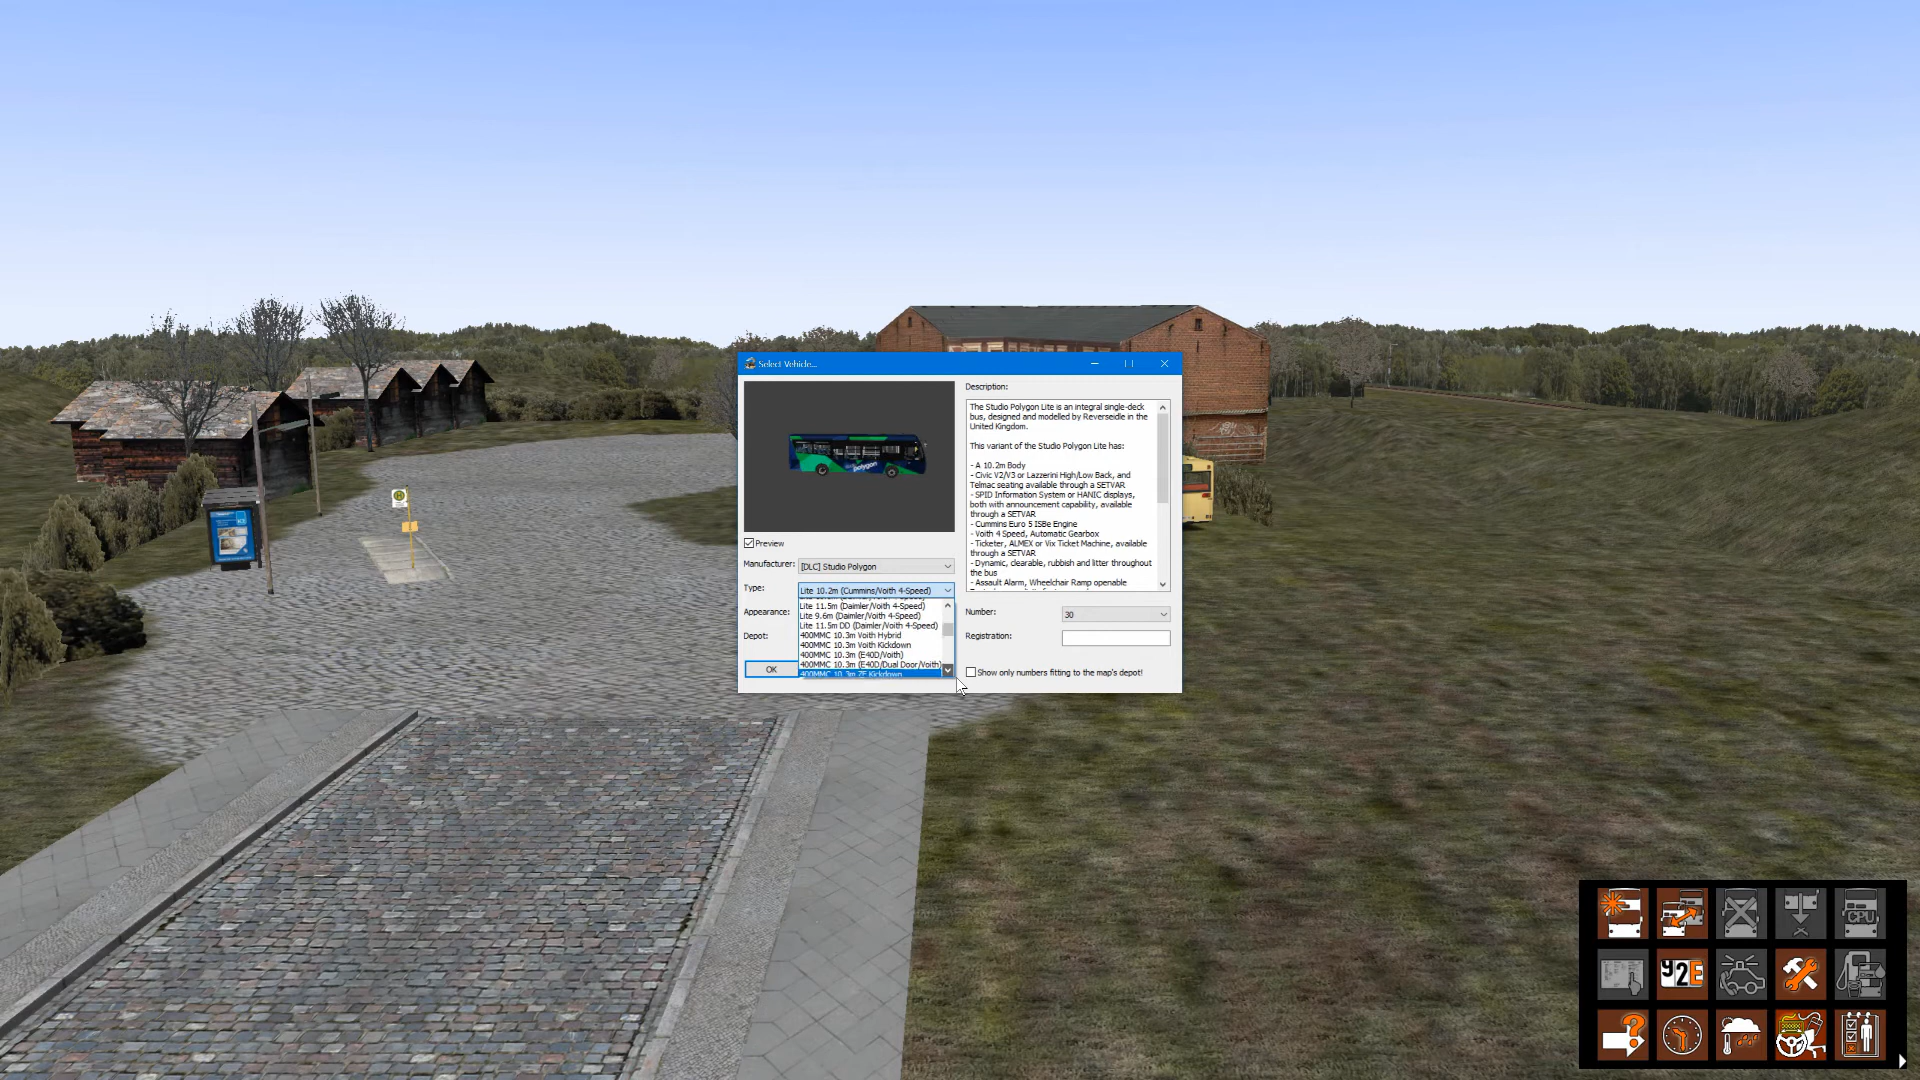 Select Vehicle...
Description:
The Studio Polygon Lite is an integral single-deck
bus, designed and modelled by Reverseidle in the
United Kingdom.
This variant of the Studio Polygon Lite has:
- A 10.2m Body
- Civic V2/V3 or Lazzerini High/Low Back, and
Telmac seating available through a SETVAR
- SPID Information System or HANIC displays,
both with announcement capability, available
through a SETVAR
- Cummins Euro 5 ISBe Engine
- Voith 4 Speed, Automatic Gearbox
- Ticketer, ALMEX or Vix Ticket Machine, available
through a SETVAR
- Dynamic, clearable, rubbish and litter throughout
the bus
- Assault Alarm, Wheelchair Ramp openable
polygon
Preview
Manufacturer:
[DLC] Studio Polygon
Type:
Lite 10.2m (Cummins/Voith 4-Speed)
Lite 11.5m (Daimler/Voith 4-Speed)
Lite 9.6m (Daimler/Voith 4-Speed)
Lite 11.5m DD (Daimler/Voith 4-Speed)
400MMC 10.3m Voith Hybrid
400MMC 10.3m Voith Kickdown
400MMC 10.3m (E40D/Voith)
400MMC 10.3m (E40D/Dual Door/Voith)
400MMC 10.3m ZF Kickdown
Appearance:
Depot:
OK
Number:
30
Registration:
Show only numbers fitting to the map's depot!
H
CPU
92E
?